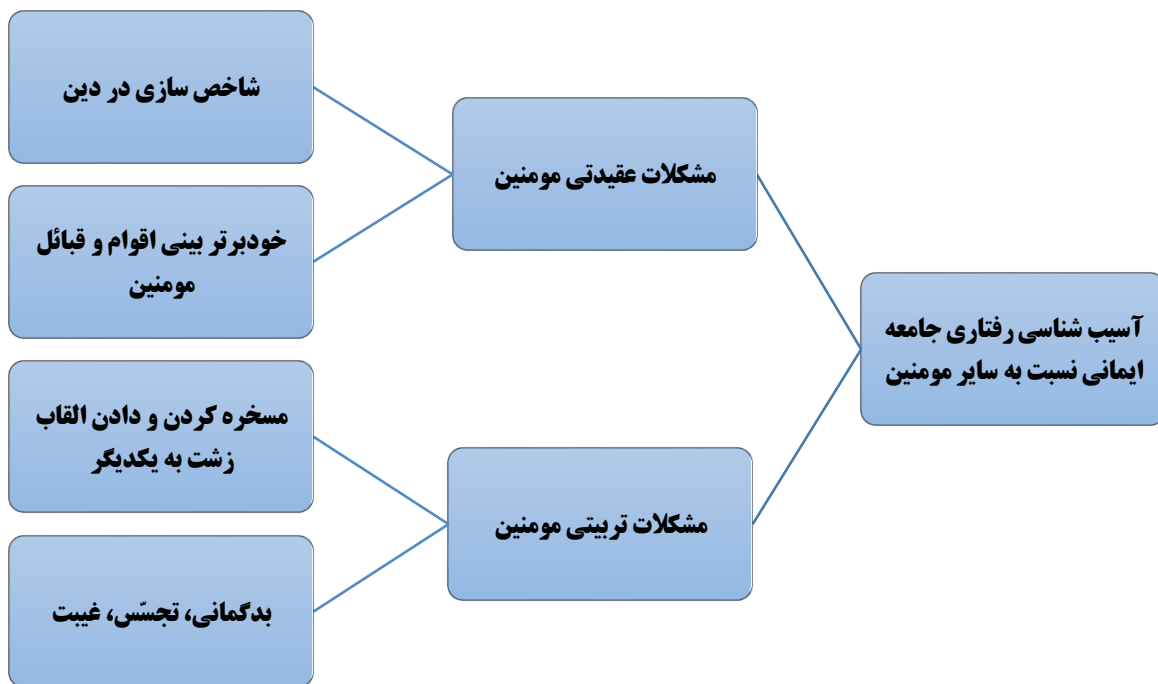 آسیب شناسی رفتاری جامعه
ایمانی نسبت به سایر مومنین
مشکلات عقیدتی مومنین
شاخص سازی در دین
خودبرتر بینی اقوام و قبائل
مومنین
مشکلات تربیتی مومنین
مسخره کردن و دادن القاب
زشت به یکدیگر
بدگمانی، تجسّس، غیبت